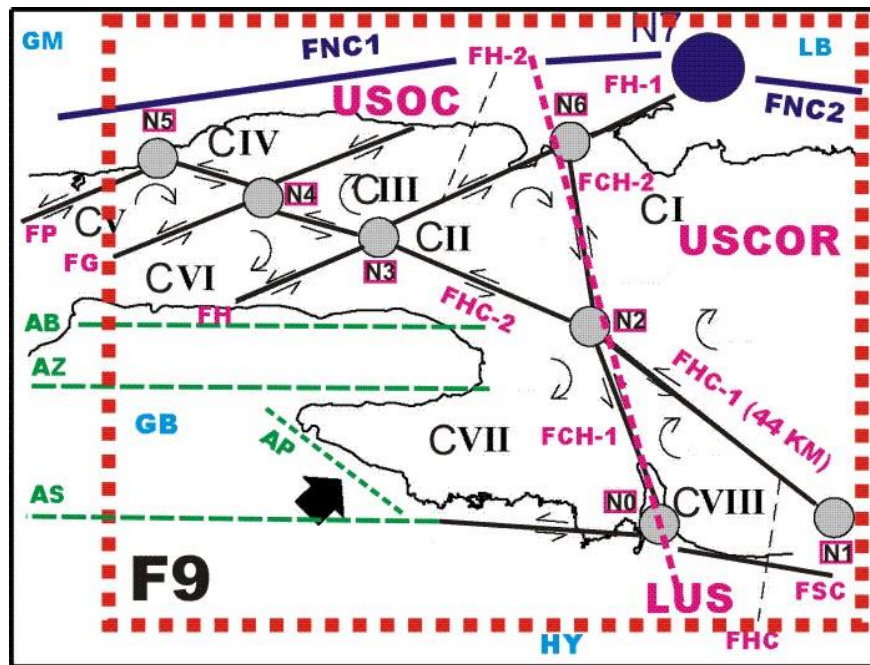 GM
FNC1
FH-2
N7
LB
USOC
N6
FH-1
FNC2
N5
CIV
CIII
FCH-2
CI
CV
N4
USCOR
FP
FG
CII
N3
CVI
FH
FHC-2
N2
AB
AZ
FHC-1 (44 KM)
GB
AP
CVII
FCH-1
AS
N0
CVIII
N1
F9
LUS
FSC
HY
FHC